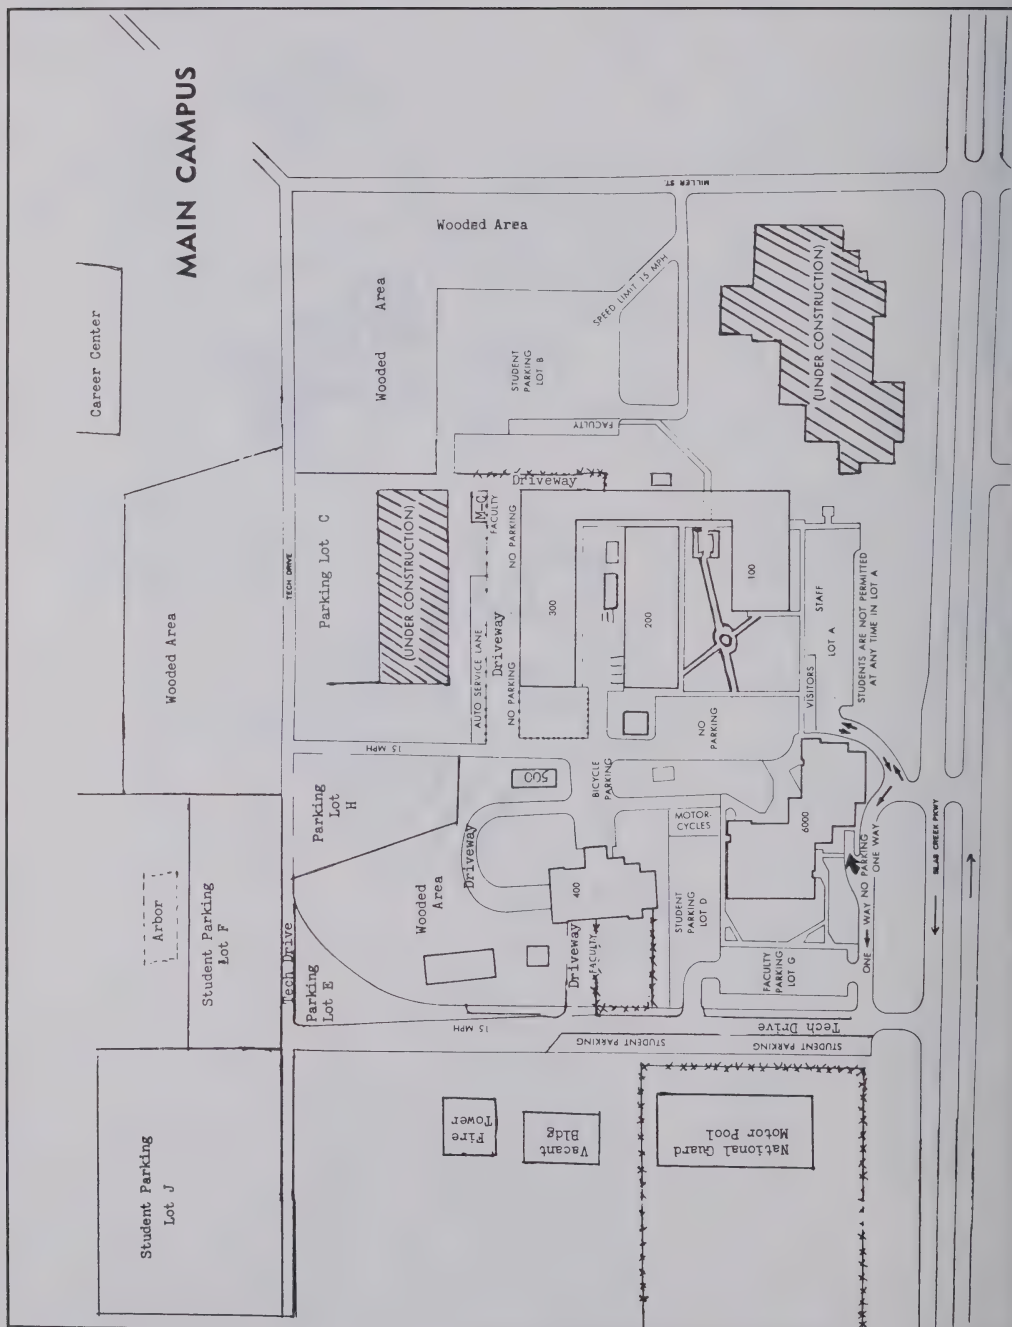 MAIN CAMPUS
Career Center
Wooded Area
Wooded Area
Wooded Area
MILLER ST.
SPEED LIMIT 15 MPH
STUDENT
PARKING
LOT B
FACULTY
(UNDER CONSTRUCTION)
TECH DRIVE
Parking Lot C
(UNDER CONSTRUCTION)
M-C
FACULTY
Driveway
NO PARKING
AUTO SERVICE LANE
Driveway
NO PARKING
300
200
100
STAFF
LOT A
VISITORS
STUDENTS ARE NOT PERMITTED
AT ANY TIME IN LOT A
15 MPH
Parking
Lot
H
500
BICYCLE
PARKING
NO
PARKING
MOTOR-
CYCLES
6000
NO PARKING
ONE WAY
ONE WAY
Arbor
Student Parking
Lot F
Tech Drive
Wooded
Area
Driveway
400
Driveway
FACULTY
STUDENT
PARKING
LOT D
FACULTY
PARKING
LOT G
Parking
Lot E
15 MPH
STUDENT PARKING
STUDENT PARKING
Tech Drive
SLAB CREEK PKWY
Student Parking
Lot J
Fire
Tower
Vacant
Bldg
National Guard
Motor Pool